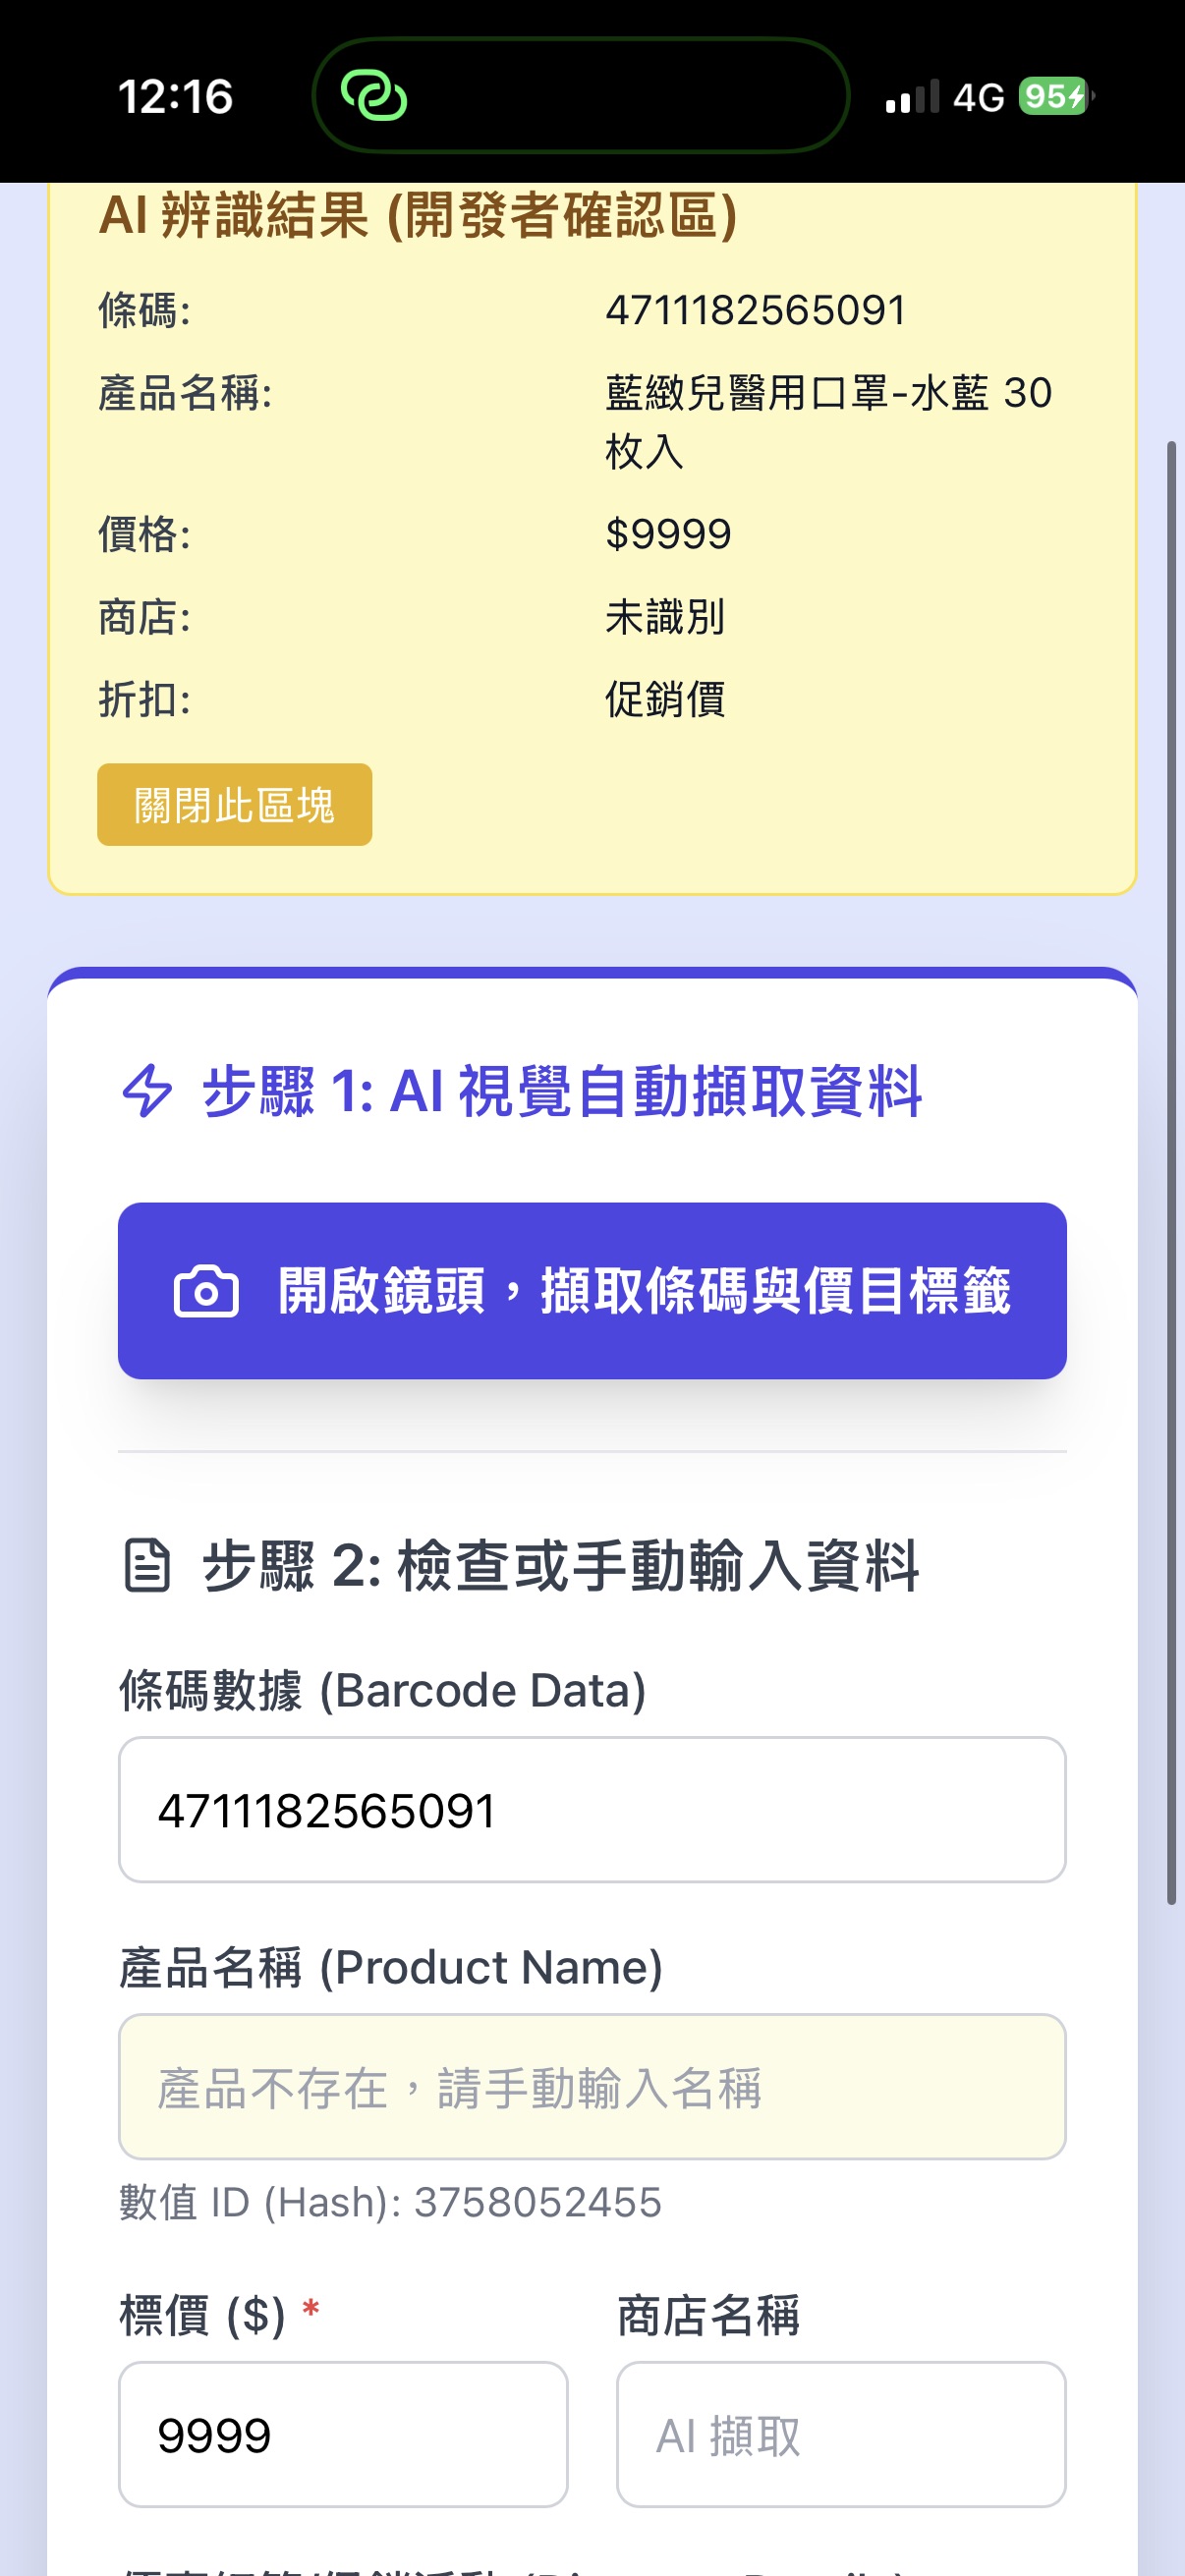 12:16
4G
95
AI 辨識結果 (開發者確認區)
條碼:
4711182565091
產品名稱:
藍緻兒醫用口罩-水藍 30
枚入
價格:
$9999
商店:
未識別
折扣:
促銷價
關閉此區塊
步驟 1: AI 視覺自動擷取資料
開啟鏡頭，擷取條碼與價目標籤
步驟 2: 檢查或手動輸入資料
條碼數據 (Barcode Data)
4711182565091
產品名稱 (Product Name)
產品不存在，請手動輸入名稱
數值 ID (Hash): 3758052455
標價 ($) *
商店名稱
9999
AI 擷取